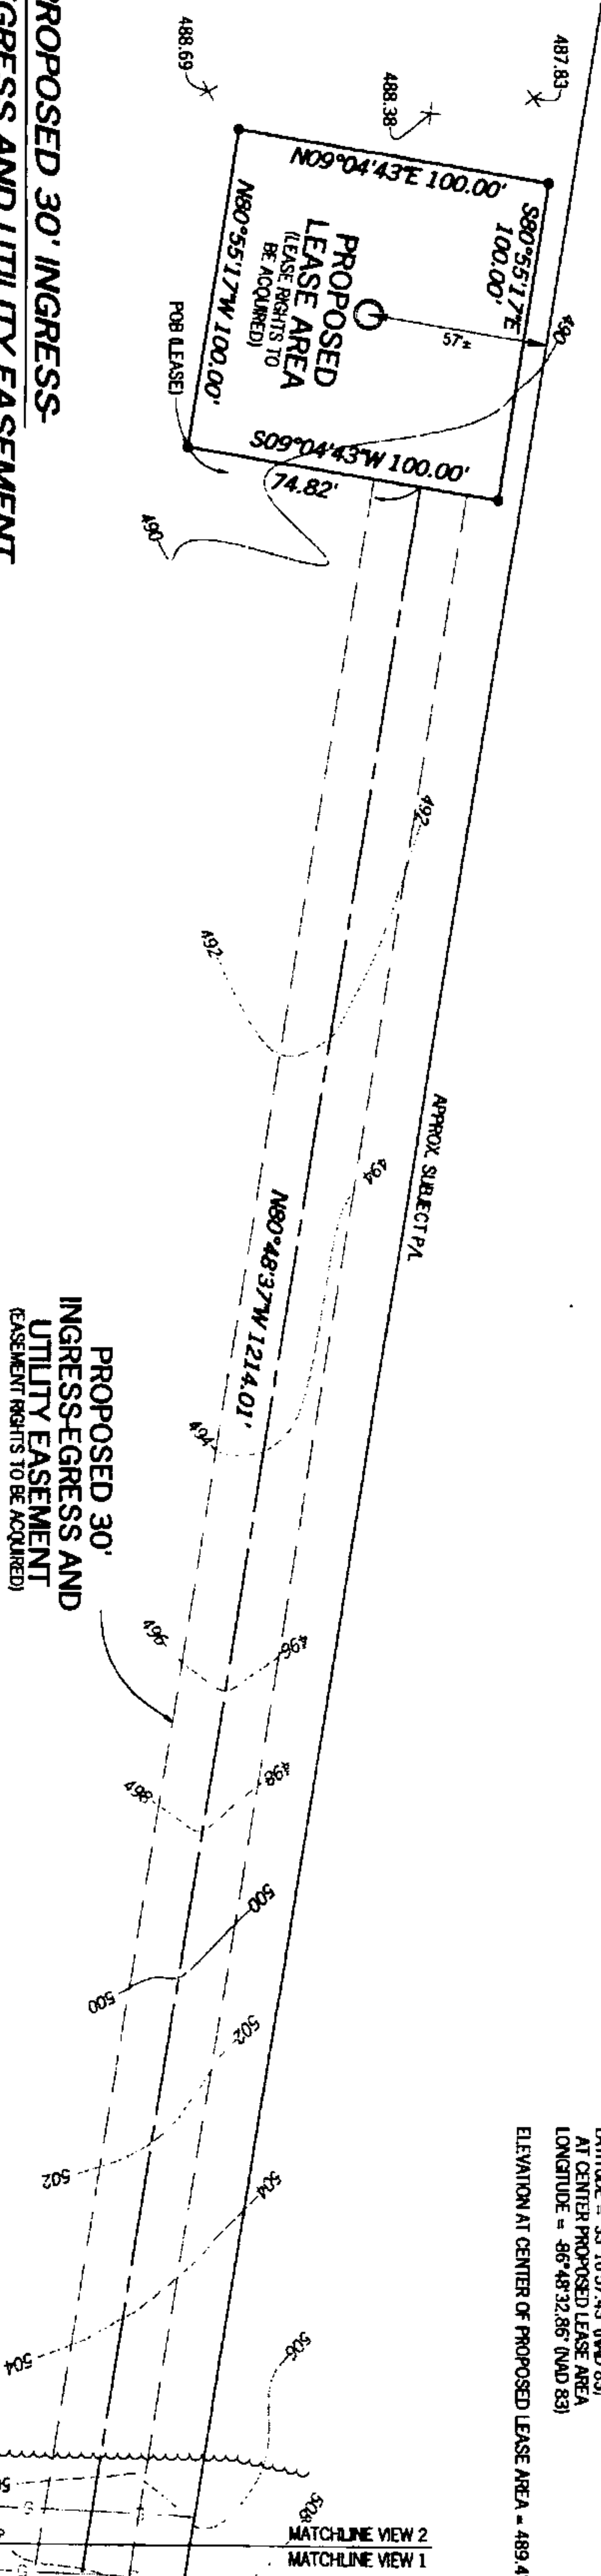 487.83
488.38
488.69
N09°04'43"E 100.00'
S80°55'17"E
100.00'
PROPOSED
LEASE AREA
(LEASE RIGHTS TO
BE ACQUIRED)
57'±
N80°55'17"W 100.00'
S09°04'43"W 100.00'
74.82'
POB (LEASE)
490
490
PROPOSED 30' INGRESS-
EGRESS AND UTILITY EASEMENT
492
492
APPROX. SUBJECT P/L
494
494
N80°48'37"W 1214.01'
PROPOSED 30'
INGRESS-EGRESS AND
UTILITY EASEMENT
(EASEMENT RIGHTS TO BE ACQUIRED)
496
496
498
498
500
500
502
502
504
504
506
508
AT CENTER PROPOSED LEASE AREA
LONGITUDE = -86°48'32.86" (NAD 83)
ELEVATION AT CENTER OF PROPOSED LEASE AREA = 489.4
MATCHLINE VIEW 2
MATCHLINE VIEW 1